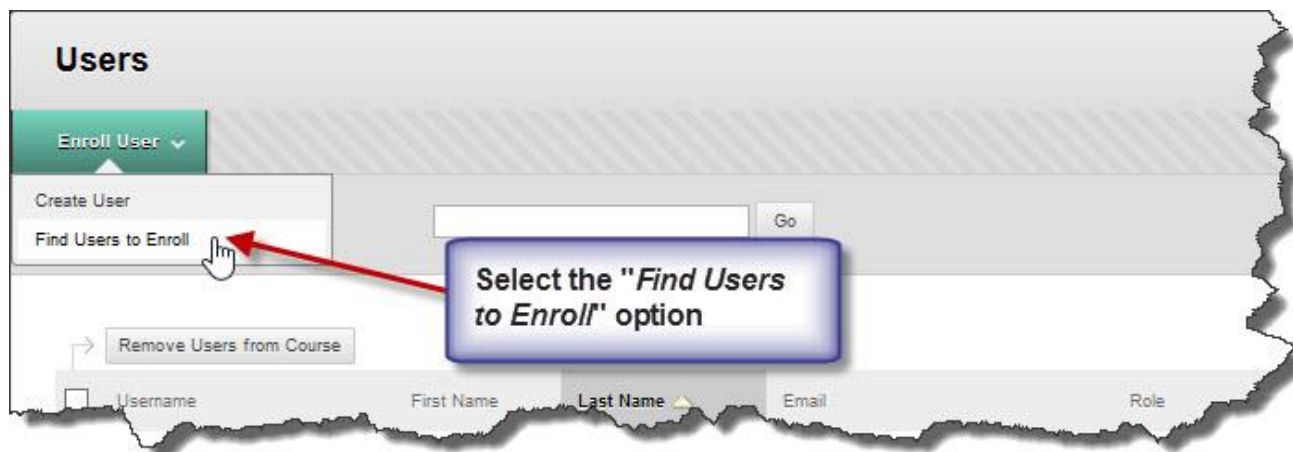 Users
Enroll User
Create User
Find Users to Enroll
Go
Select the "Find Users
to Enroll" option
Remove Users from Course
Username First Name Last Name Email Role